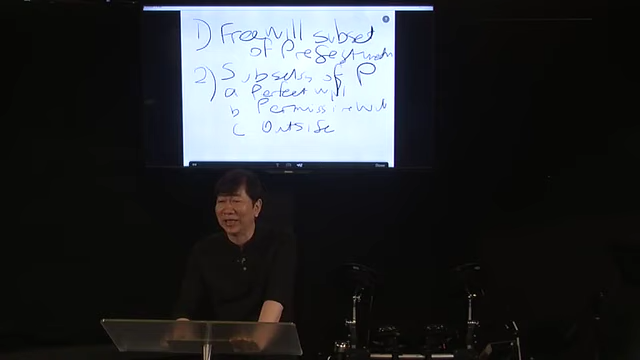 1) Freewill subset
of Predestination
2) Subsets of P
a Perfect will
b Permissive will
c Outside